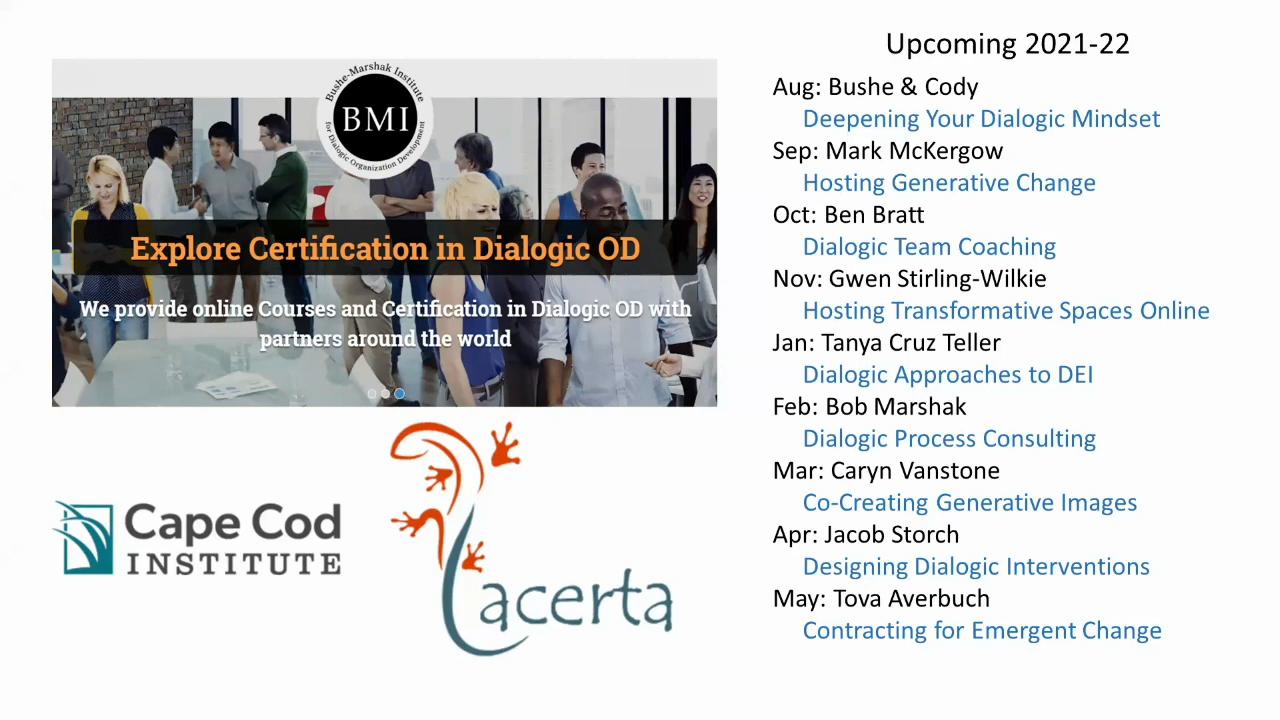 Bushe-Marshak Institute
BMI
for Dialogic Organization Development
Explore Certification in Dialogic OD
We provide online Courses and Certification in Dialogic OD with
partners around the world
Cape Cod
INSTITUTE
Lacerta
Upcoming 2021-22
Aug: Bushe & Cody
Deepening Your Dialogic Mindset
Sep: Mark McKergow
Hosting Generative Change
Oct: Ben Bratt
Dialogic Team Coaching
Nov: Gwen Stirling-Wilkie
Hosting Transformative Spaces Online
Jan: Tanya Cruz Teller
Dialogic Approaches to DEI
Feb: Bob Marshak
Dialogic Process Consulting
Mar: Caryn Vanstone
Co-Creating Generative Images
Apr: Jacob Storch
Designing Dialogic Interventions
May: Tova Averbuch
Contracting for Emergent Change